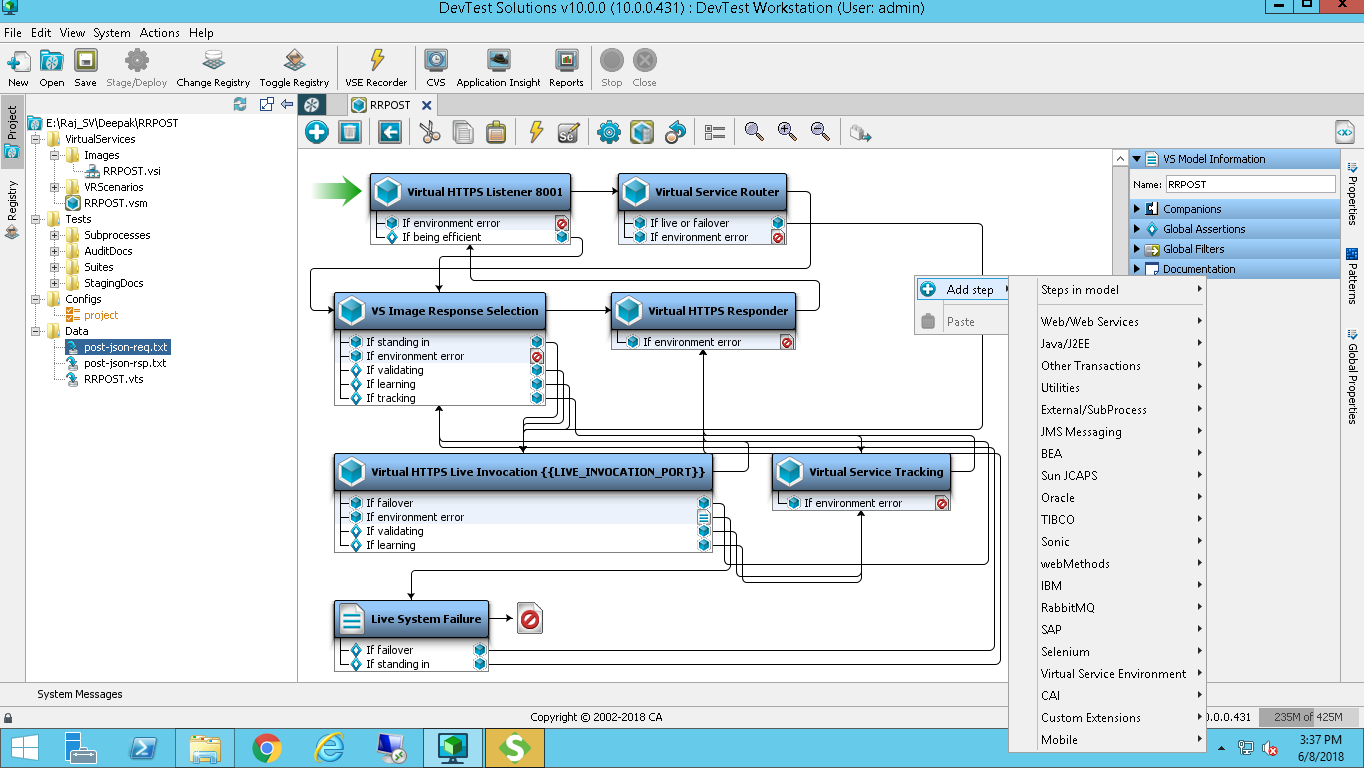 DevTest Solutions v10.0.0 (10.0.0.431) : DevTest Workstation (User: admin)
File Edit View System Actions Help
New Open Save Stage/Deploy Change Registry Toggle Registry VSE Recorder CVS Application Insight Reports Stop Close
Project
Registry
E:\Raj_SV\Deepak\RRPOST
VirtualServices
Images
RRPOST.vsi
VRScenarios
RRPOST.vsm
Tests
Subprocesses
AuditDocs
Suites
StagingDocs
Configs
project
Data
post-json-req.txt
post-json-rsp.txt
RRPOST.vts
RRPOST
Se
Virtual HTTPS Listener 8001
If environment error
If being efficient
Virtual Service Router
If live or failover
If environment error
VS Image Response Selection
If standing in
If environment error
If validating
If learning
If tracking
Virtual HTTPS Responder
If environment error
Virtual HTTPS Live Invocation {{LIVE_INVOCATION_PORT}}
If failover
If environment error
If validating
If learning
Virtual Service Tracking
If environment error
Live System Failure
If failover
If standing in
Add step
Paste
Steps in model
Web/Web Services
Java/J2EE
Other Transactions
Utilities
External/SubProcess
JMS Messaging
BEA
Sun JCAPS
Oracle
TIBCO
Sonic
webMethods
IBM
RabbitMQ
SAP
Selenium
Virtual Service Environment
CAI
Custom Extensions
Mobile
VS Model Information
Name: RRPOST
Companions
Global Assertions
Global Filters
Documentation
Properties
Patterns
Global Properties
System Messages
Copyright © 2002-2018 CA
0.0.431
235M of 425M
3:37 PM
6/8/2018